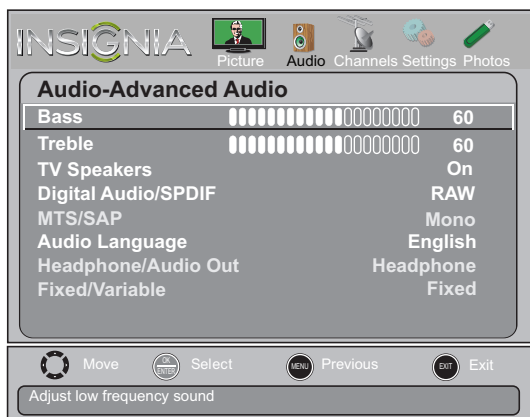 INSIGNIA
Picture Audio Channels Settings Photos
Audio-Advanced Audio
Bass 60
Treble 60
TV Speakers On
Digital Audio/SPDIF RAW
MTS/SAP Mono
Audio Language English
Headphone/Audio Out Headphone
Fixed/Variable Fixed
Move OK ENTER Select MENU Previous EXIT Exit
Adjust low frequency sound